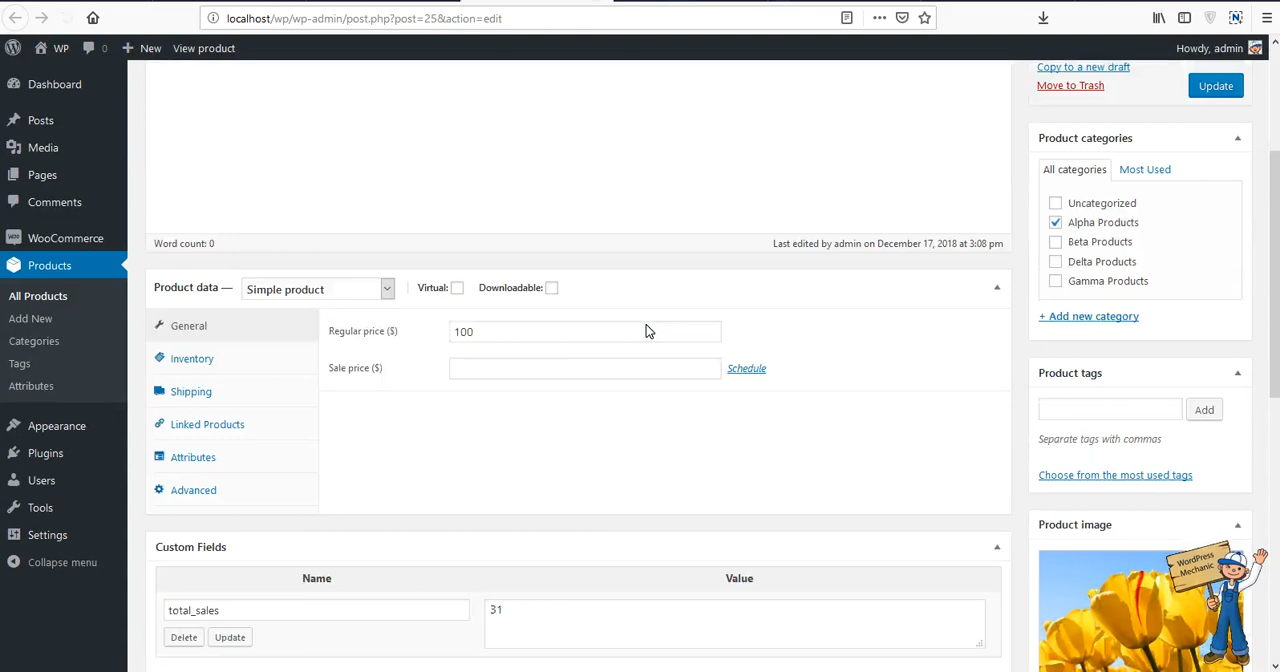 localhost/wp/wp-admin/post.php?post=25&action=edit
WP
0
New
View product
Howdy, admin
Dashboard
Posts
Media
Pages
Comments
WooCommerce
Products
All Products
Add New
Categories
Tags
Attributes
Appearance
Plugins
Users
Tools
Settings
Collapse menu
Word count: 0
Last edited by admin on December 17, 2018 at 3:08 pm
Product data —
Simple product
Virtual:
Downloadable:
General
Inventory
Shipping
Linked Products
Attributes
Advanced
Regular price ($)
100
Sale price ($)
Schedule
Custom Fields
Name
Value
total_sales
31
Delete
Update
Copy to a new draft
Move to Trash
Update
Product categories
All categories
Most Used
Uncategorized
Alpha Products
Beta Products
Delta Products
Gamma Products
+ Add new category
Product tags
Add
Separate tags with commas
Choose from the most used tags
Product image
WordPress
Mechanic